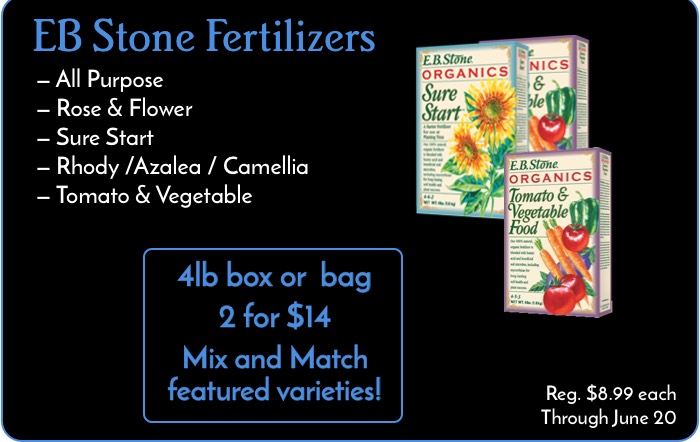 EB Stone Fertilizers
– All Purpose
– Rose & Flower
– Sure Start
– Rhody /Azalea / Camellia
– Tomato & Vegetable
E.B. Stone
ORGANICS
Sure
Start
NICS
&
ble
E.B. Stone
ORGANICS
Tomato &
Vegetable
Food
4lb box or bag
2 for $14
Mix and Match
featured varieties!
Reg. $8.99 each
Through June 20